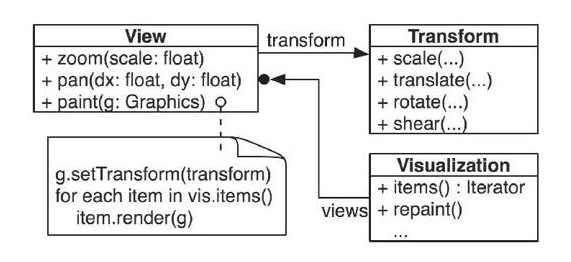 View
+ zoom(scale: float)
+ pan(dx: float, dy: float)
+ paint(g: Graphics)
transform
Transform
+ scale(...)
+ translate(...)
+ rotate(...)
+ shear(...)
g.setTransform(transform)
for each item in vis.items()
item.render(g)
views
Visualization
+ items() : Iterator
+ repaint()
...